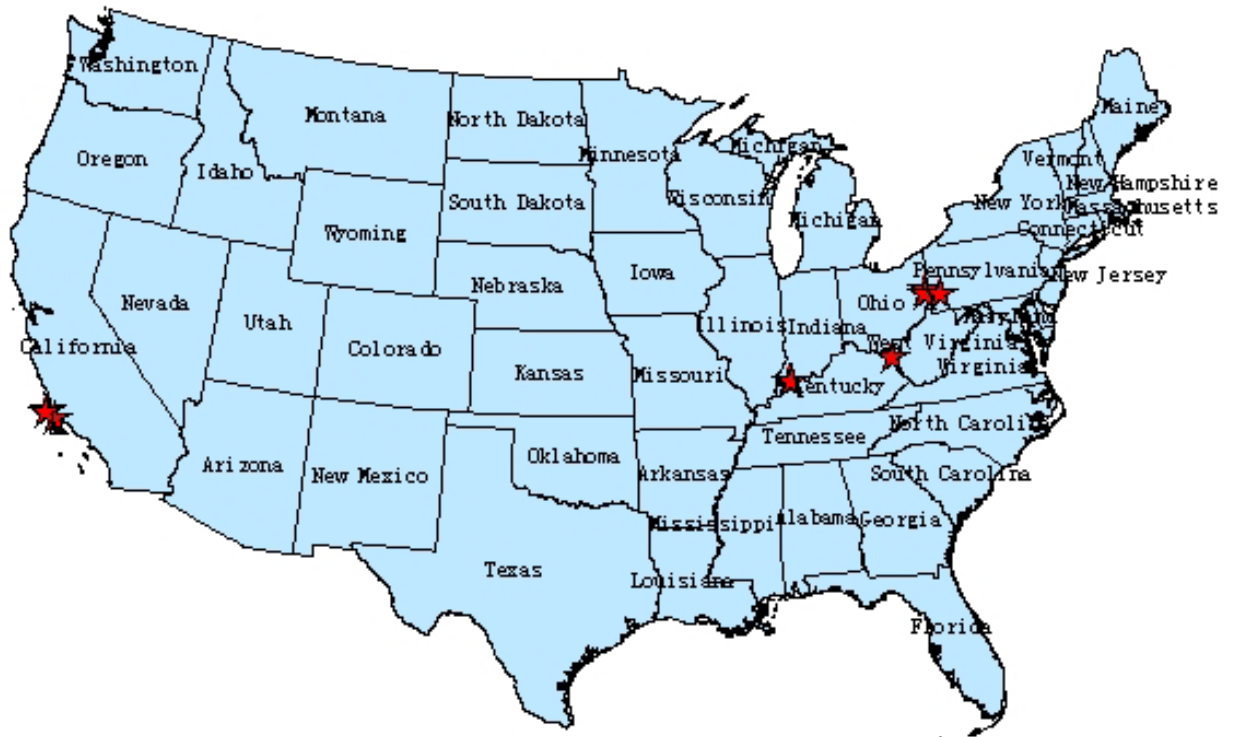 Washington
Montana
North Dakota
Minnesota
Michigan
Maine
Oregon
Idaho
Vermont
New Hampshire
South Dakota
Wisconsin
New York
Massachusetts
Wyoming
Michigan
Connecticut
Iowa
Pennsylvania
New Jersey
Nebraska
Nevada
Ohio
Utah
Illinois
Indiana
Maryland
California
Colorado
West Virginia
Virginia
Kansas
Missouri
Kentucky
Tennessee
North Carolina
Arizona
New Mexico
Oklahoma
Arkansas
South Carolina
Mississippi
Alabama
Georgia
Texas
Louisiana
Florida